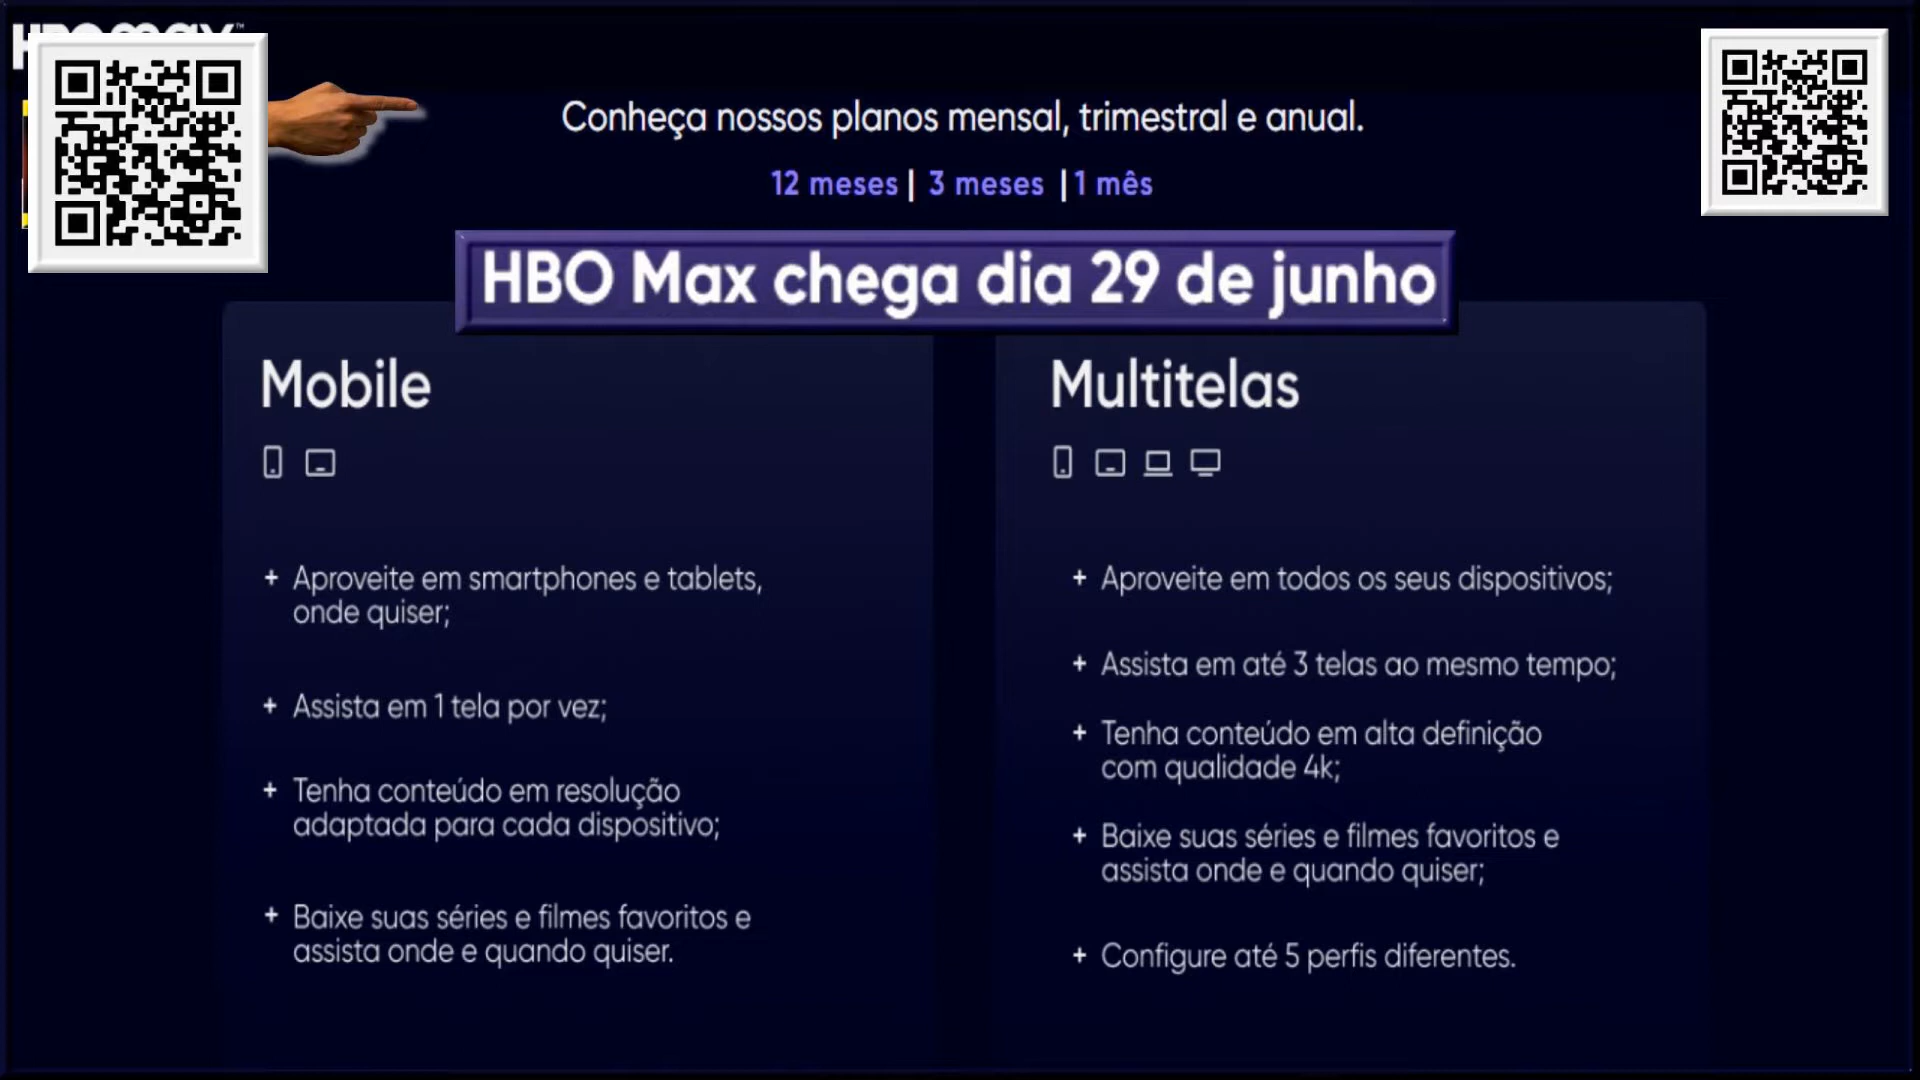 HBOmax™
Conheça nossos planos mensal, trimestral e anual.
12 meses | 3 meses | 1 mês
HBO Max chega dia 29 de junho
Mobile
+ Aproveite em smartphones e tablets,
onde quiser;
+ Assista em 1 tela por vez;
+ Tenha conteúdo em resolução
adaptada para cada dispositivo;
+ Baixe suas séries e filmes favoritos e
assista onde e quando quiser.
Multitelas
+ Aproveite em todos os seus dispositivos;
+ Assista em até 3 telas ao mesmo tempo;
+ Tenha conteúdo em alta definição
com qualidade 4k;
+ Baixe suas séries e filmes favoritos e
assista onde e quando quiser;
+ Configure até 5 perfis diferentes.